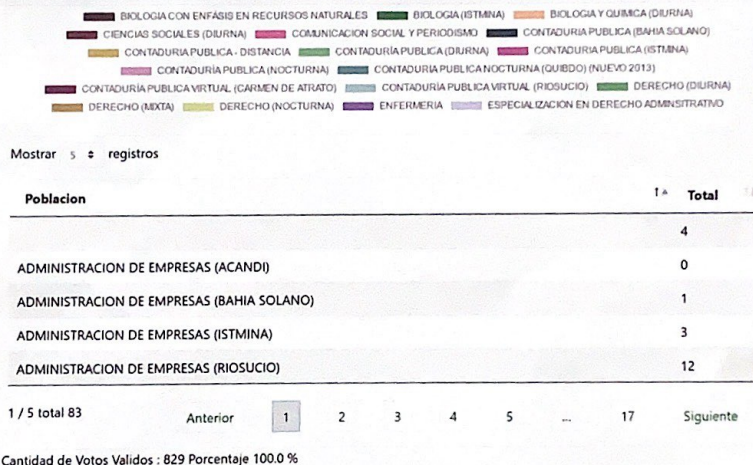 BIOLOGIA CON ENFÁSIS EN RECURSOS NATURALES BIOLOGIA (ISTMINA) BIOLOGIA Y QUIMICA (DIURNA)
CIENCIAS SOCIALES (DIURNA) COMUNICACION SOCIAL Y PERIODISMO CONTADURIA PUBLICA (BAHIA SOLANO)
CONTADURIA PUBLICA - DISTANCIA CONTADURÍA PUBLICA (DIURNA) CONTADURIA PUBLICA (ISTMINA)
CONTADURIA PUBLICA (NOCTURNA) CONTADURIA PUBLICA NOCTURNA (QUIBDO) (NUEVO 2013)
CONTADURÍA PUBLICA VIRTUAL (CARMEN DE ATRATO) CONTADURÍA PUBLICA VIRTUAL (RIOSUCIO) DERECHO (DIURNA)
DERECHO (MIXTA) DERECHO (NOCTURNA) ENFERMERIA ESPECIALIZACION EN DERECHO ADMINSITRATIVO
Mostrar 5 registros
Poblacion Total
4
ADMINISTRACION DE EMPRESAS (ACANDI) 0
ADMINISTRACION DE EMPRESAS (BAHIA SOLANO) 1
ADMINISTRACION DE EMPRESAS (ISTMINA) 3
ADMINISTRACION DE EMPRESAS (RIOSUCIO) 12
1 / 5 total 83 Anterior 1 2 3 4 5 ... 17 Siguiente
Cantidad de Votos Validos : 829 Porcentaje 100.0 %